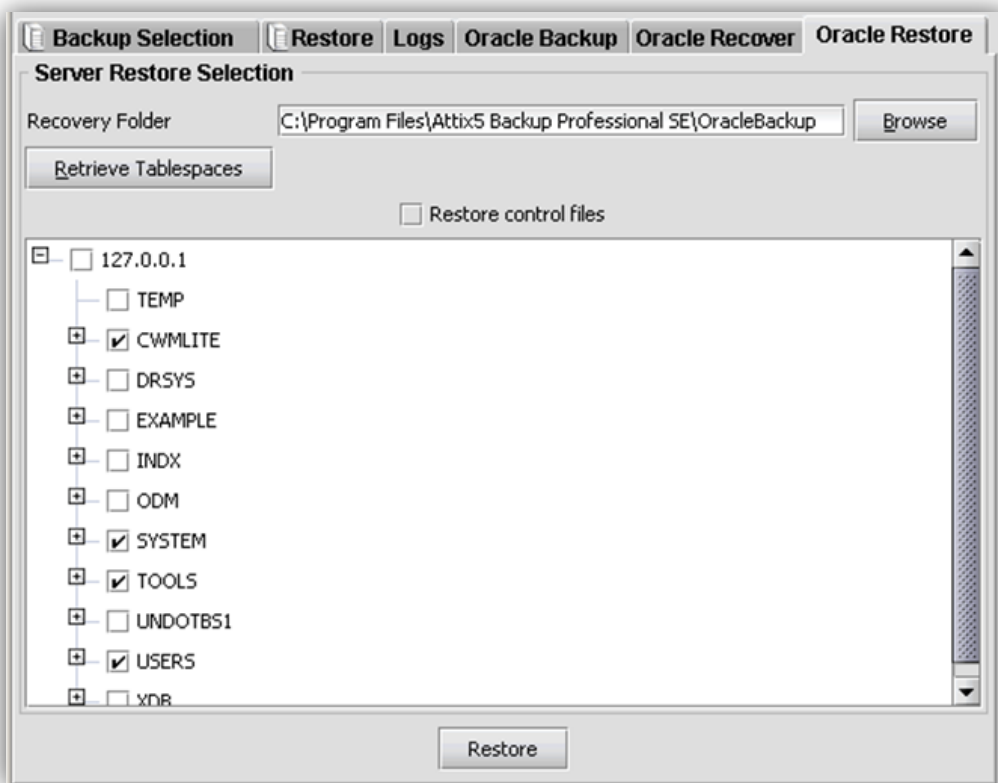 Backup Selection Restore Logs Oracle Backup Oracle Recover Oracle Restore
Server Restore Selection
Recovery Folder C:\Program Files\Attix5 Backup Professional SE\OracleBackup Browse
Retrieve Tablespaces
Restore control files
127.0.0.1
TEMP
CWMLITE
DRSYS
EXAMPLE
INDX
ODM
SYSTEM
TOOLS
UNDOTBS1
USERS
XDB
Restore